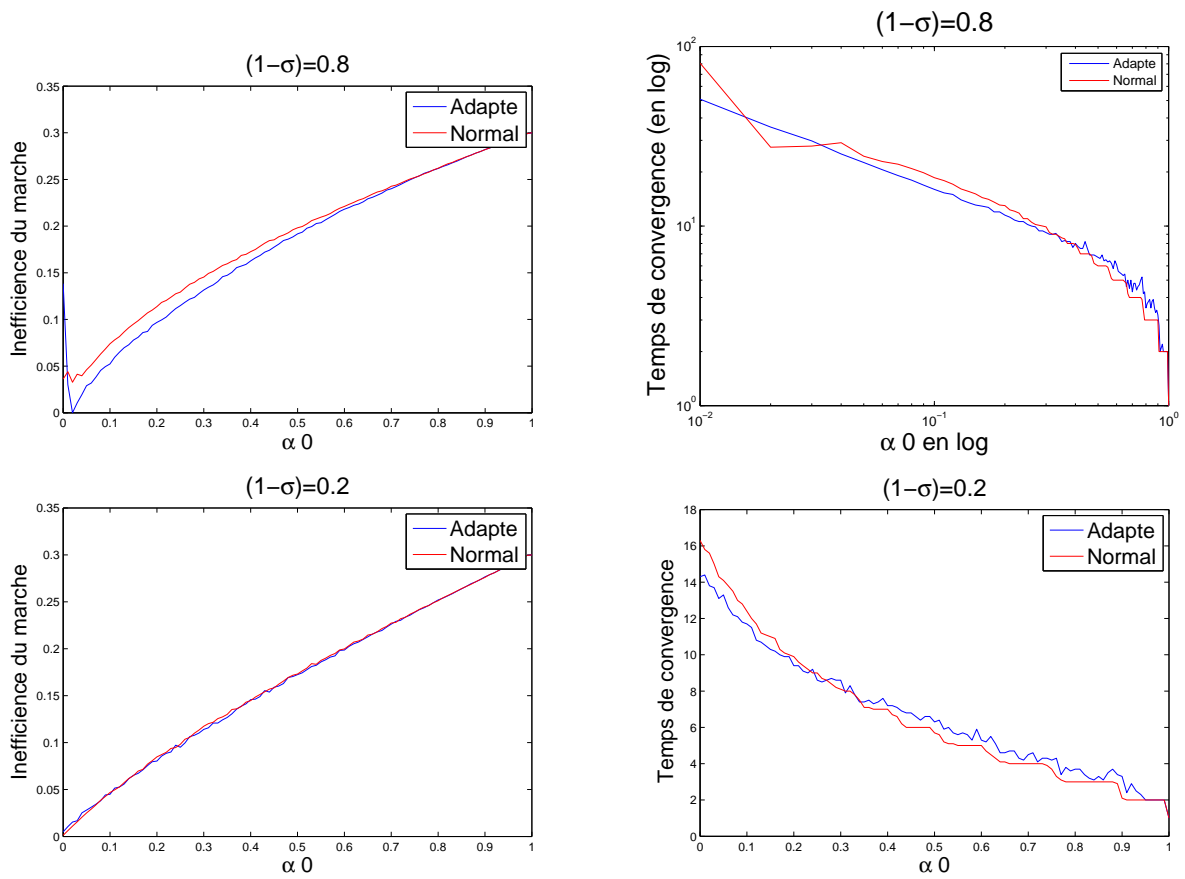 (1−σ)=0.8
Inefficience du marche
0.35
0.3
0.25
0.2
0.15
0.1
0.05
0
0 0.1 0.2 0.3 0.4 0.5 0.6 0.7 0.8 0.9 1
α 0
Adapte
Normal
(1−σ)=0.8
Temps de convergence (en log)
10^2
10^1
10^0
10^−2 10^−1 10^0
α 0 en log
Adapte
Normal
(1−σ)=0.2
Inefficience du marche
0.35
0.3
0.25
0.2
0.15
0.1
0.05
0
0 0.1 0.2 0.3 0.4 0.5 0.6 0.7 0.8 0.9 1
α 0
Adapte
Normal
(1−σ)=0.2
Temps de convergence
18
16
14
12
10
8
6
4
2
0
0 0.1 0.2 0.3 0.4 0.5 0.6 0.7 0.8 0.9 1
α 0
Adapte
Normal